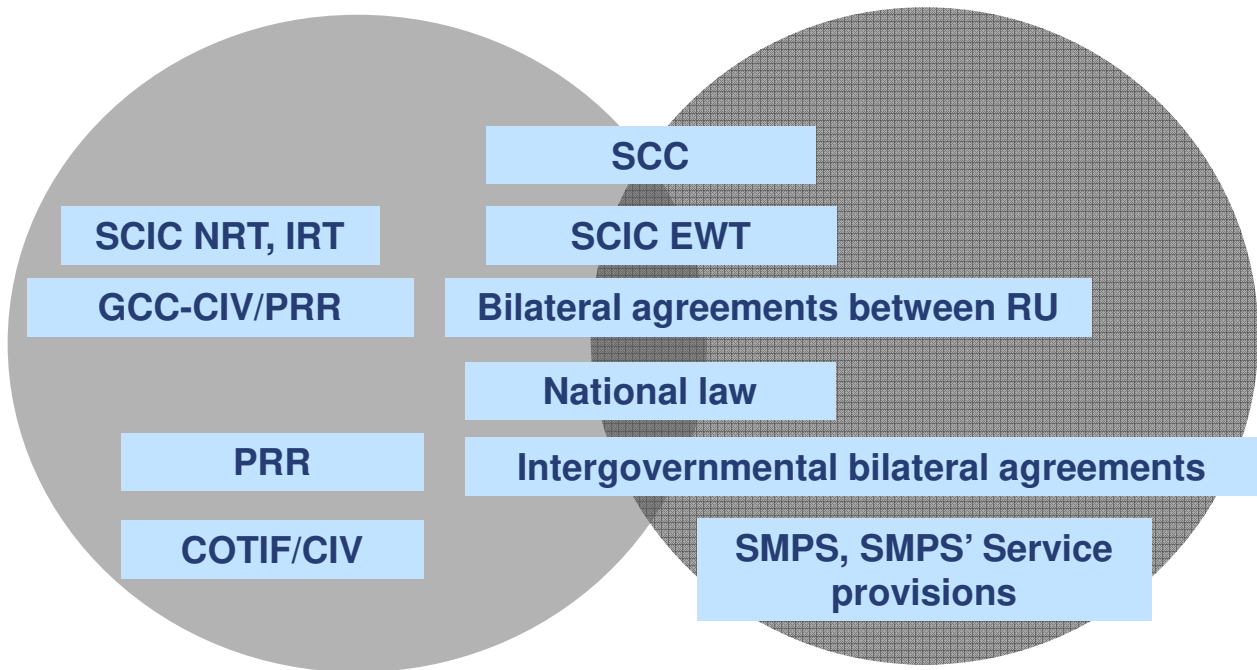 SCC
SCIC NRT, IRT
SCIC EWT
GCC-CIV/PRR
Bilateral agreements between RU
National law
PRR
Intergovernmental bilateral agreements
COTIF/CIV
SMPS, SMPS’ Service
provisions